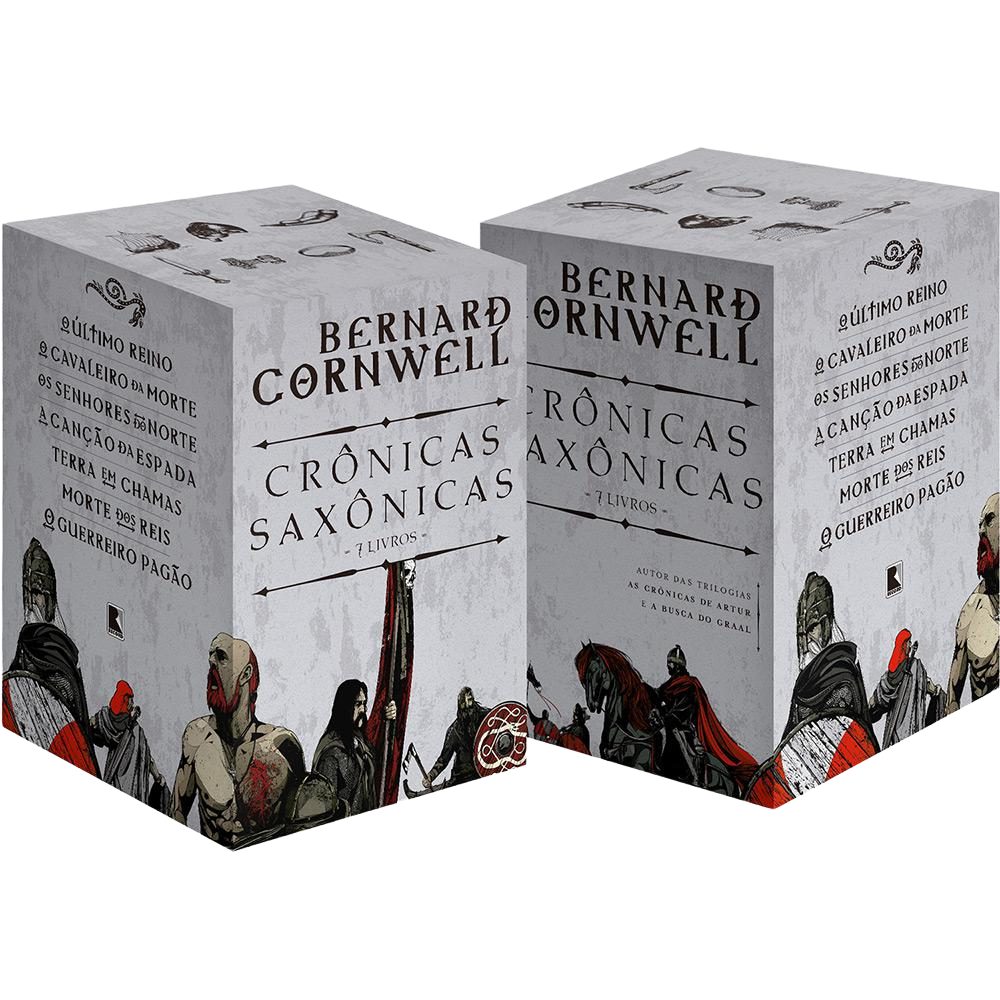 O ÚLTIMO REINO
O CAVALEIRO DA MORTE
OS SENHORES DO NORTE
A CANÇÃO DA ESPADA
TERRA EM CHAMAS
MORTE DOS REIS
O GUERREIRO PAGÃO
BERNARD
CORNWELL
CRÔNICAS
SAXÔNICAS
- 7 LIVROS -
BERNARD
CORNWELL
CRÔNICAS
SAXÔNICAS
- 7 LIVROS -
AUTOR DAS TRILOGIAS
AS CRÔNICAS DE ARTUR
E A BUSCA DO GRAAL
O ÚLTIMO REINO
O CAVALEIRO DA MORTE
OS SENHORES DO NORTE
A CANÇÃO DA ESPADA
TERRA EM CHAMAS
MORTE DOS REIS
O GUERREIRO PAGÃO